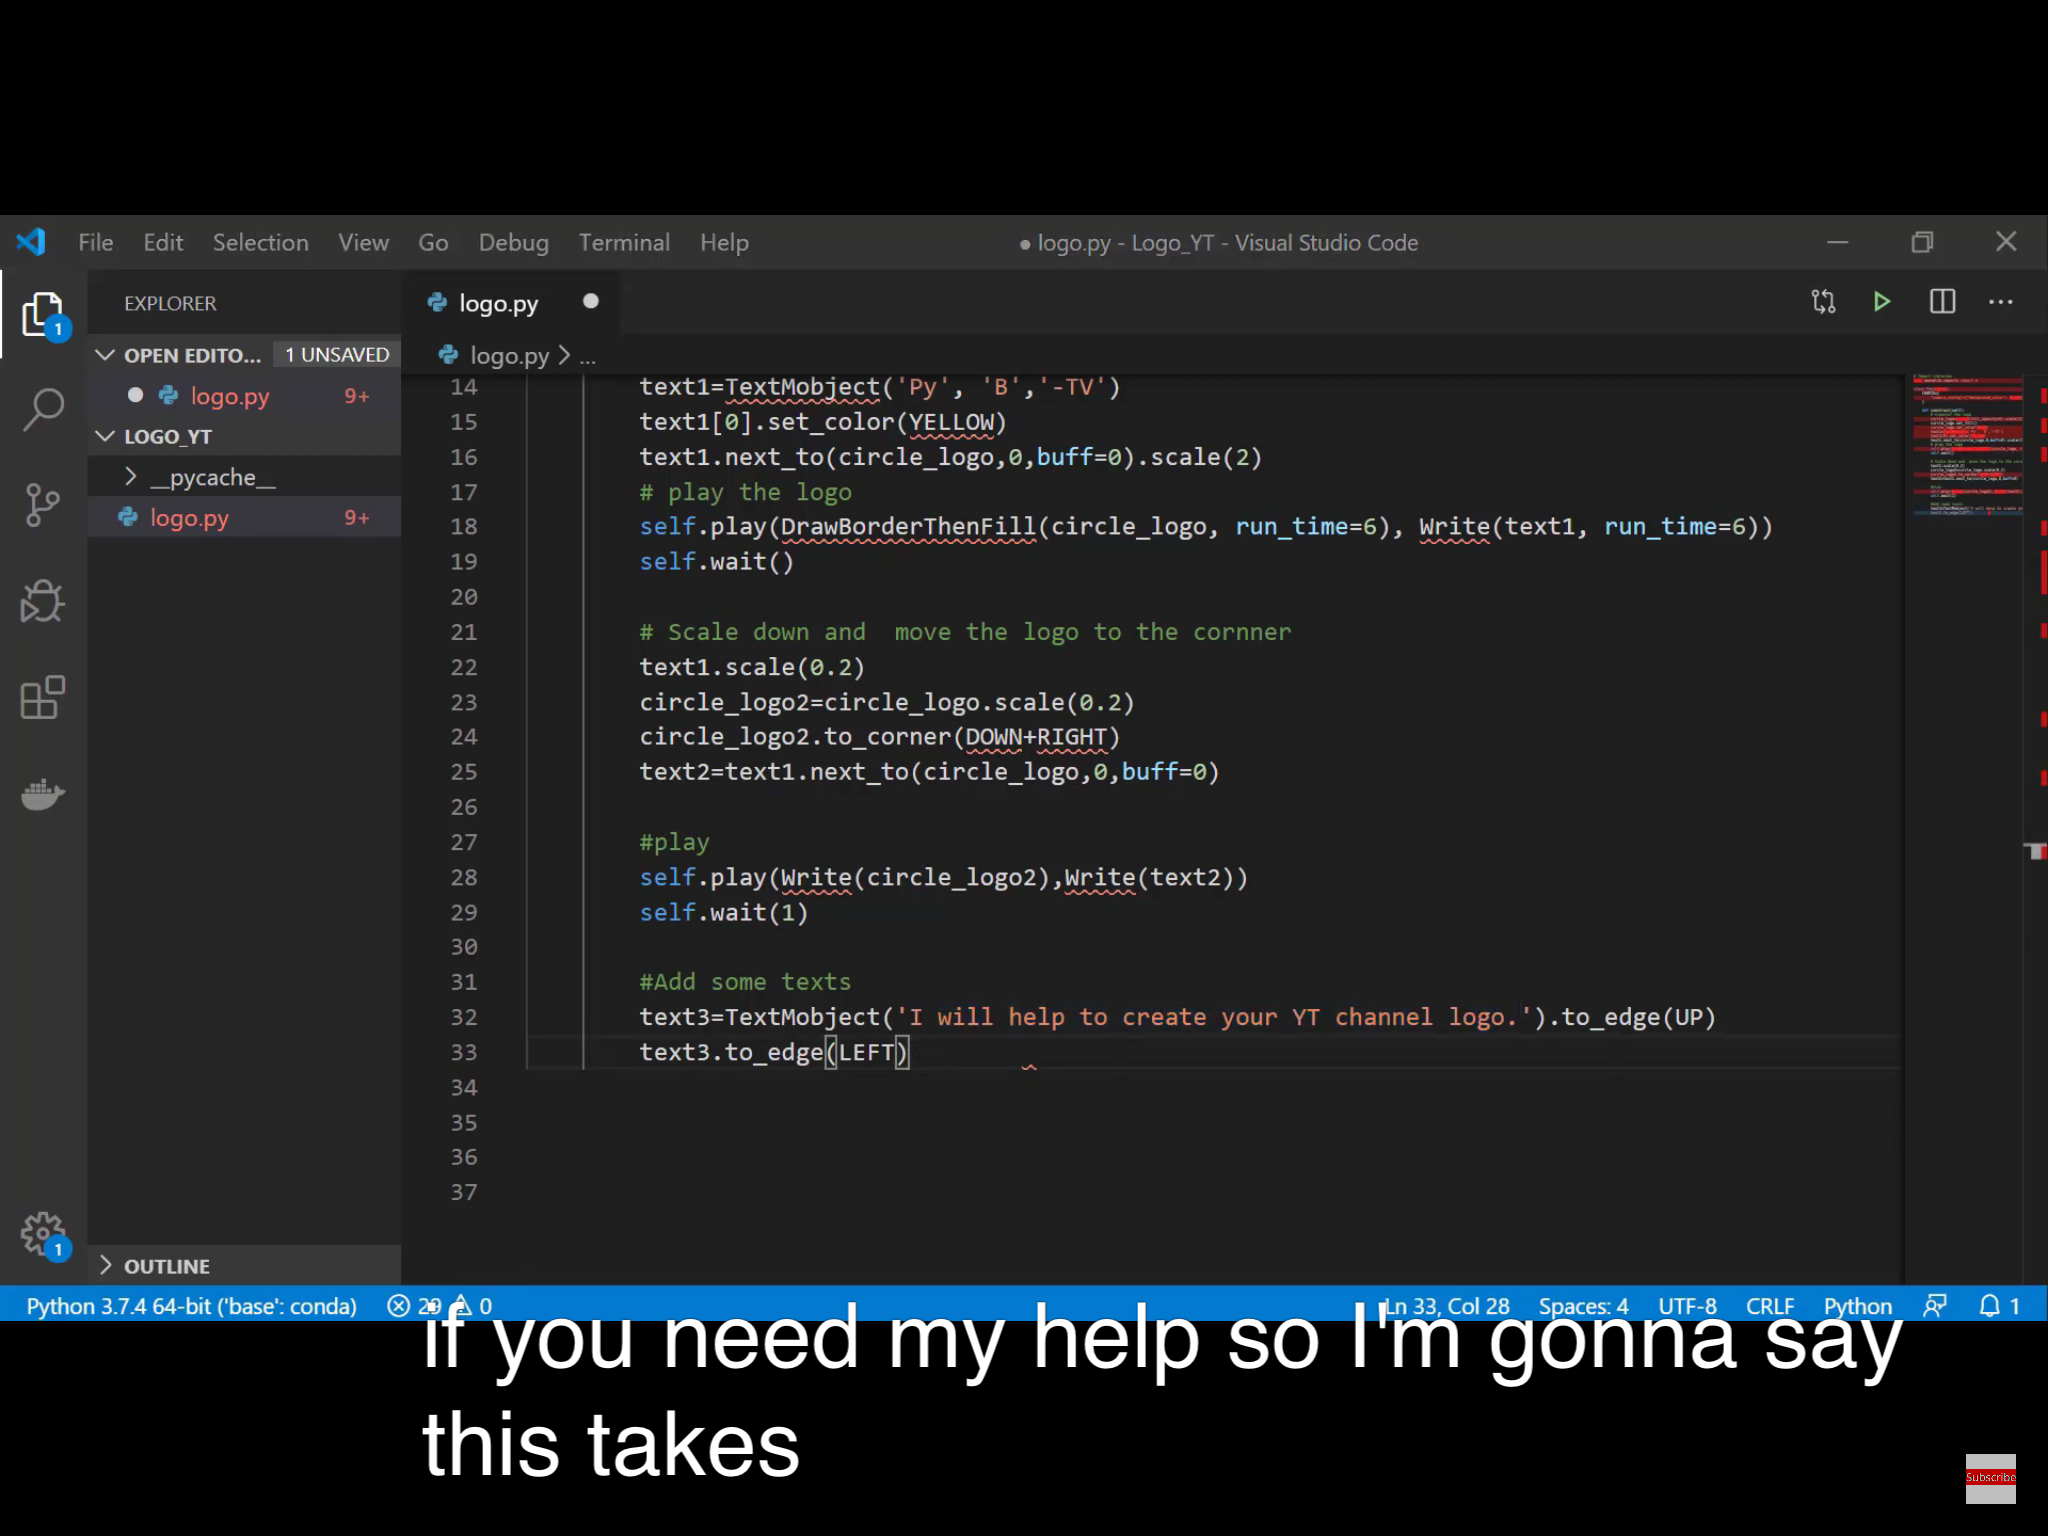 File Edit Selection View Go Debug Terminal Help ● logo.py - Logo_YT - Visual Studio Code
EXPLORER
logo.py
OPEN EDITO... 1 UNSAVED
logo.py > ...
logo.py 9+
LOGO_YT
__pycache__
logo.py 9+
14 text1=TextMobject('Py', 'B','-TV')
15 text1[0].set_color(YELLOW)
16 text1.next_to(circle_logo,0,buff=0).scale(2)
17 # play the logo
18 self.play(DrawBorderThenFill(circle_logo, run_time=6), Write(text1, run_time=6))
19 self.wait()
20
21 # Scale down and  move the logo to the cornner
22 text1.scale(0.2)
23 circle_logo2=circle_logo.scale(0.2)
24 circle_logo2.to_corner(DOWN+RIGHT)
25 text2=text1.next_to(circle_logo,0,buff=0)
26
27 #play
28 self.play(Write(circle_logo2),Write(text2))
29 self.wait(1)
30
31 #Add some texts
32 text3=TextMobject('I will help to create your YT channel logo.').to_edge(UP)
33 text3.to_edge(LEFT)
34
35
36
37
1
1
OUTLINE
Python 3.7.4 64-bit ('base': conda) 29 0 Ln 33, Col 28 Spaces: 4 UTF-8 CRLF Python 1
if you need my help so I'm gonna say
this takes
Subscribe